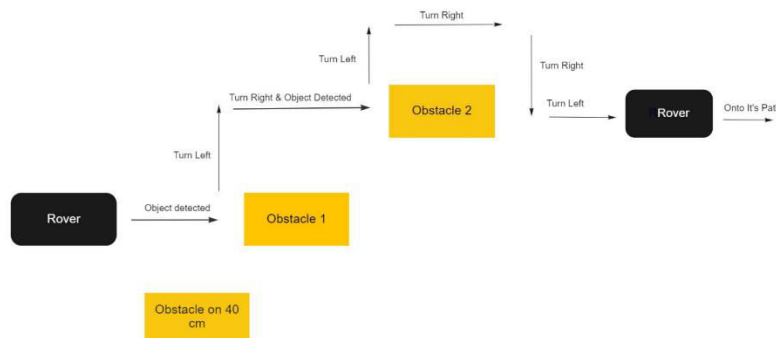 Turn Right
Turn Left
Turn Right
Turn Right & Object Detected
Obstacle 2
Turn Left
Rover
Onto It's Pat
Turn Left
Rover
Object detected
Obstacle 1
Obstacle on 40
cm